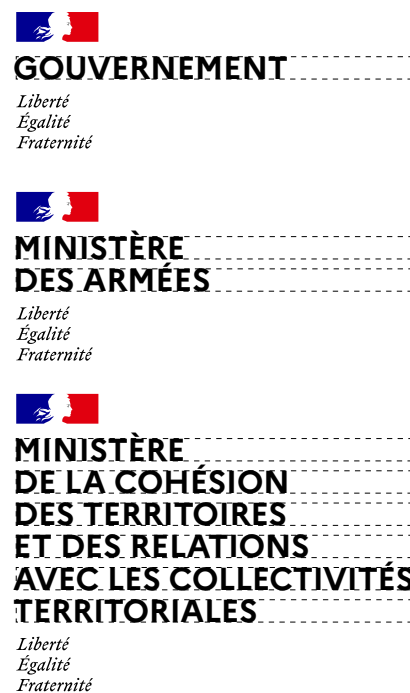 GOUVERNEMENT
Liberté
Égalité
Fraternité
MINISTÈRE
DES ARMÉES
Liberté
Égalité
Fraternité
MINISTÈRE
DE LA COHÉSION
DES TERRITOIRES
ET DES RELATIONS
AVEC LES COLLECTIVITÉS
TERRITORIALES
Liberté
Égalité
Fraternité